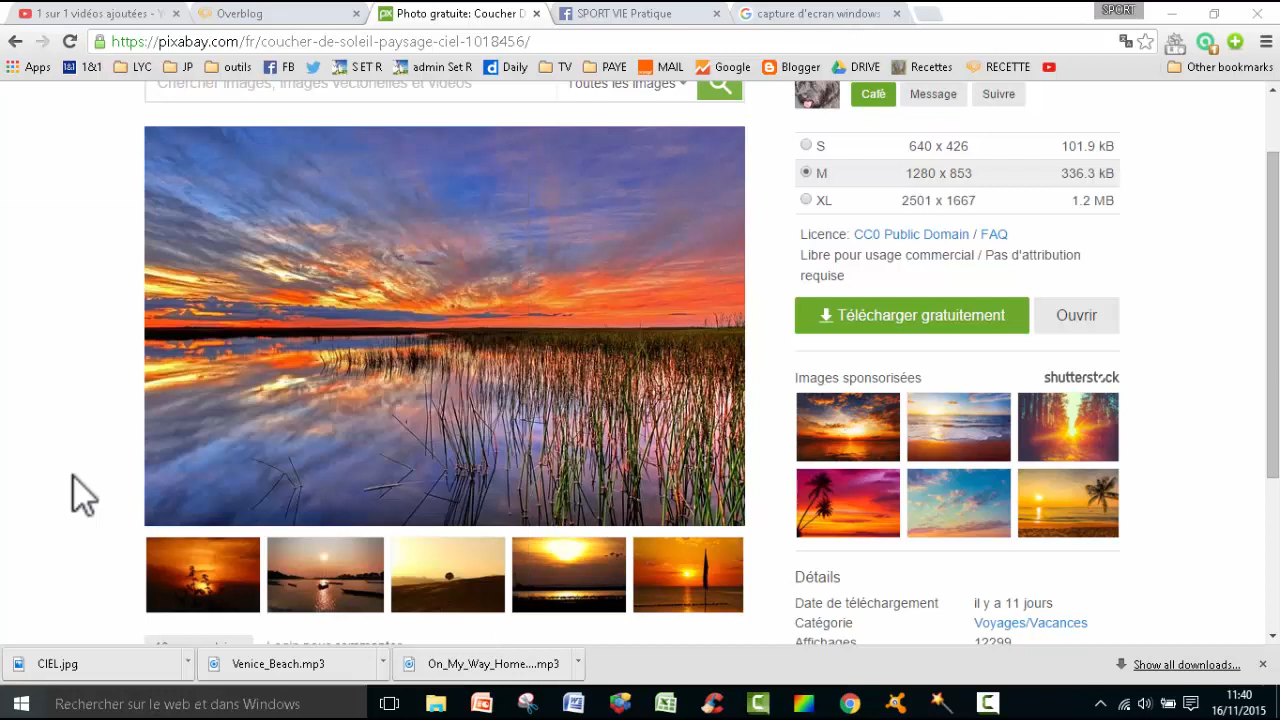 1 sur 1 vidéos ajoutées - Y
Overblog
Photo gratuite: Coucher D
SPORT VIE Pratique
capture d'ecran windows
SPORT
https://pixabay.com/fr/coucher-de-soleil-paysage-ciel-1018456/
Apps 1&1 LYC JP outils FB SET R admin Set Daily TV PAYE MAIL Google Blogger DRIVE Recettes RECETTE Other bookmarks
Chercher images, images vectorielles et vidéos
Toutes les images
Café Message Suivre
S 640 x 426 101.9 kB
M 1280 x 853 336.3 kB
XL 2501 x 1667 1.2 MB
Licence: CC0 Public Domain / FAQ
Libre pour usage commercial / Pas d'attribution
requise
Télécharger gratuitement Ouvrir
Images sponsorisées shutterstock
Détails
Date de téléchargement il y a 11 jours
Catégorie Voyages/Vacances
Affichages 12299
CIEL.jpg Venice_Beach.mp3 On_My_Way_Home....mp3 Show all downloads...
Rechercher sur le web et dans Windows
11:40
16/11/2015